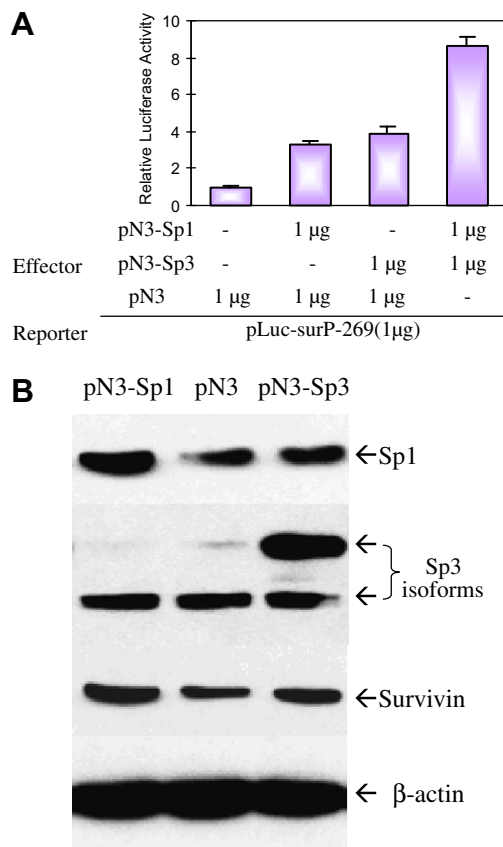 A
Relative Luciferase Activity
10
8
6
4
2
0
pN3-Sp1 - 1 µg - 1 µg
Effector pN3-Sp3 - - 1 µg 1 µg
pN3 1 µg 1 µg 1 µg -
Reporter pLuc-surP-269(1µg)
B
pN3-Sp1 pN3 pN3-Sp3
←Sp1
←
Sp3
isoforms
←
←Survivin
← β-actin